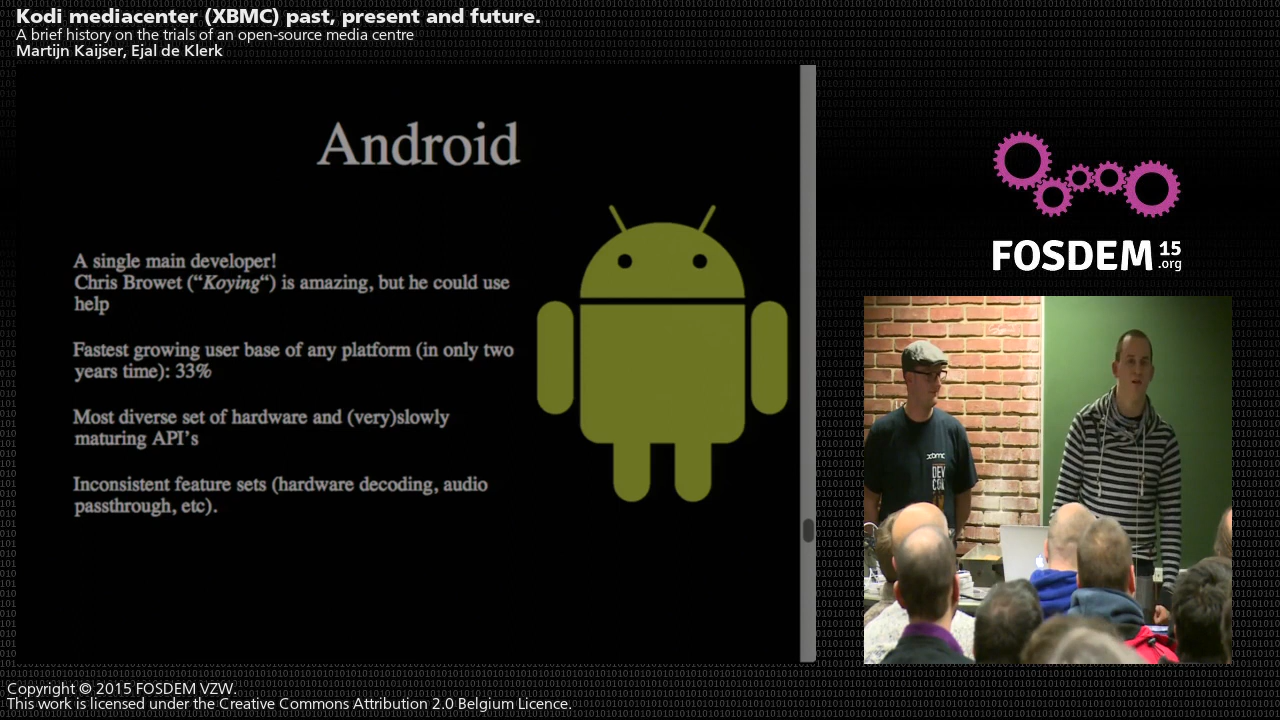 Kodi mediacenter (XBMC) past, present and future.
A brief history on the trials of an open-source media centre
Martijn Kaijser, Ejal de Klerk
Android
A single main developer!
Chris Browet (“Koying“) is amazing, but he could use
help
Fastest growing user base of any platform (in only two
years time): 33%
Most diverse set of hardware and (very)slowly
maturing API’s
Inconsistent feature sets (hardware decoding, audio
passthrough, etc).
FOSDEM 15
.org
xbmc
DEV
CON
Copyright © 2015 FOSDEM VZW.
This work is licensed under the Creative Commons Attribution 2.0 Belgium Licence.